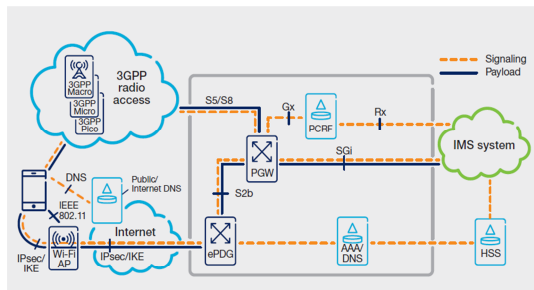 3GPP
radio
access
3GPP
Macro
3GPP
Micro
3GPP
Pico
Signaling
Payload
S5/S8
Gx
PCRF
Rx
IMS system
PGW
SGi
DNS
Public/
Internet DNS
IEEE
802.11
S2b
Internet
IPsec/
IKE
Wi-Fi
AP
IPsec/IKE
ePDG
AAA/
DNS
HSS